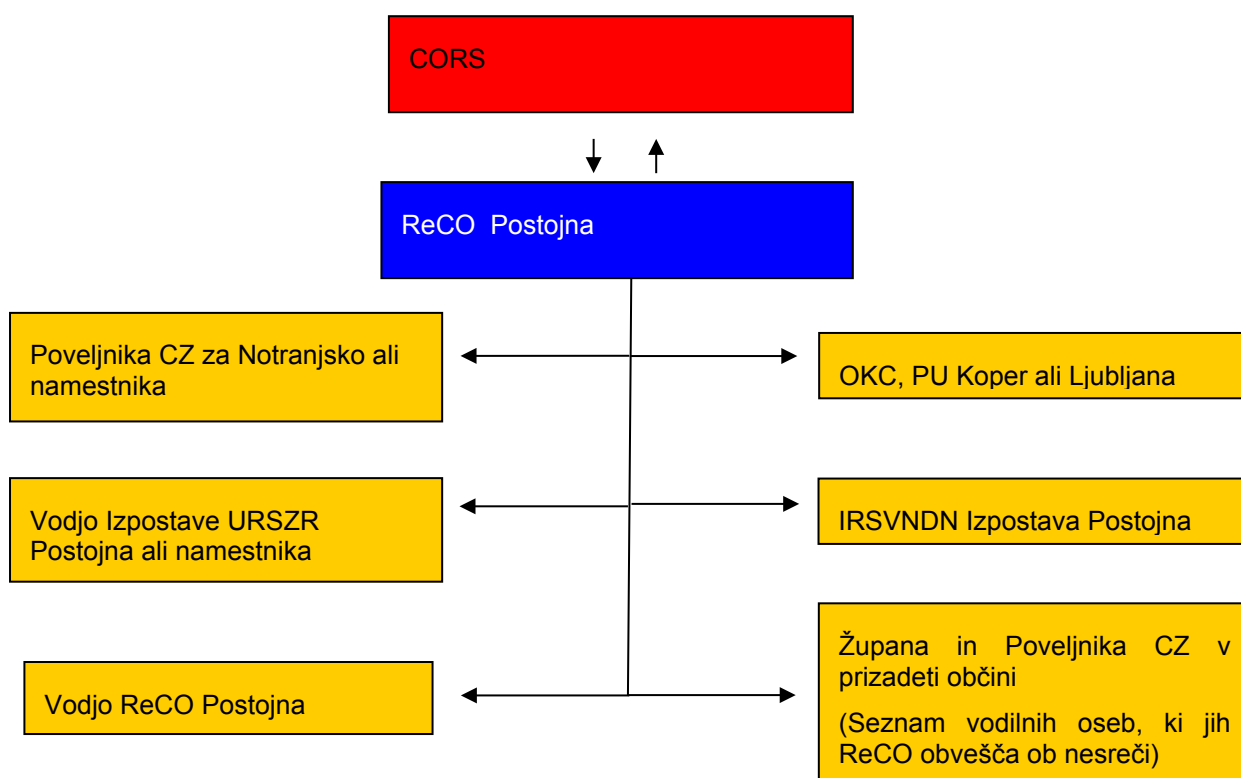 CORS
ReCO Postojna
Poveljnika CZ za Notranjsko ali
namestnika
OKC, PU Koper ali Ljubljana
Vodjo Izpostave URSZR
Postojna ali namestnika
IRSVNDN Izpostava Postojna
Vodjo ReCO Postojna
Župana in Poveljnika CZ v
prizadeti občini
(Seznam vodilnih oseb, ki jih
ReCO obvešča ob nesreči)